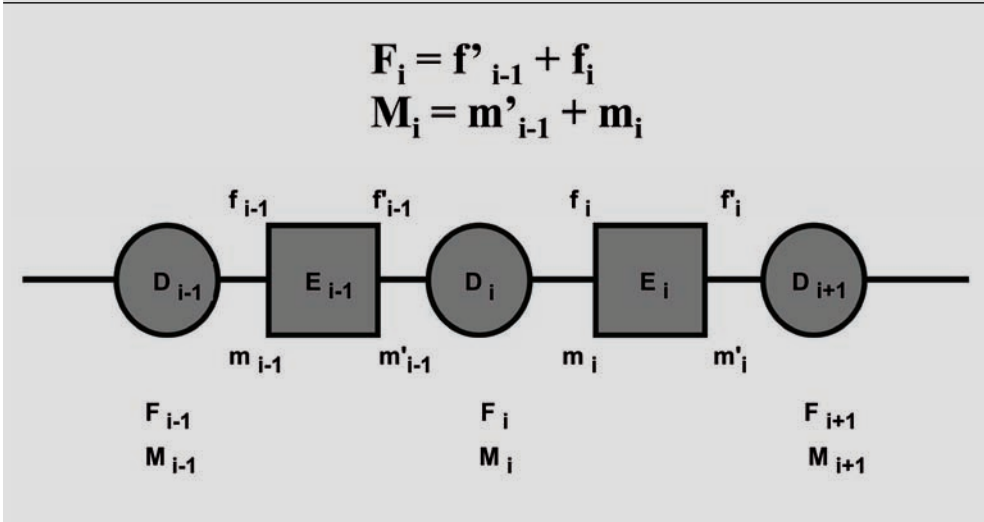 F_i = f’_{i-1} + f_i
M_i = m’_{i-1} + m_i
f_{i-1} f'_{i-1} f_i f'_i
D_{i-1} E_{i-1} D_i E_i D_{i+1}
m_{i-1} m'_{i-1} m_i m'_i
F_{i-1} F_i F_{i+1}
M_{i-1} M_i M_{i+1}